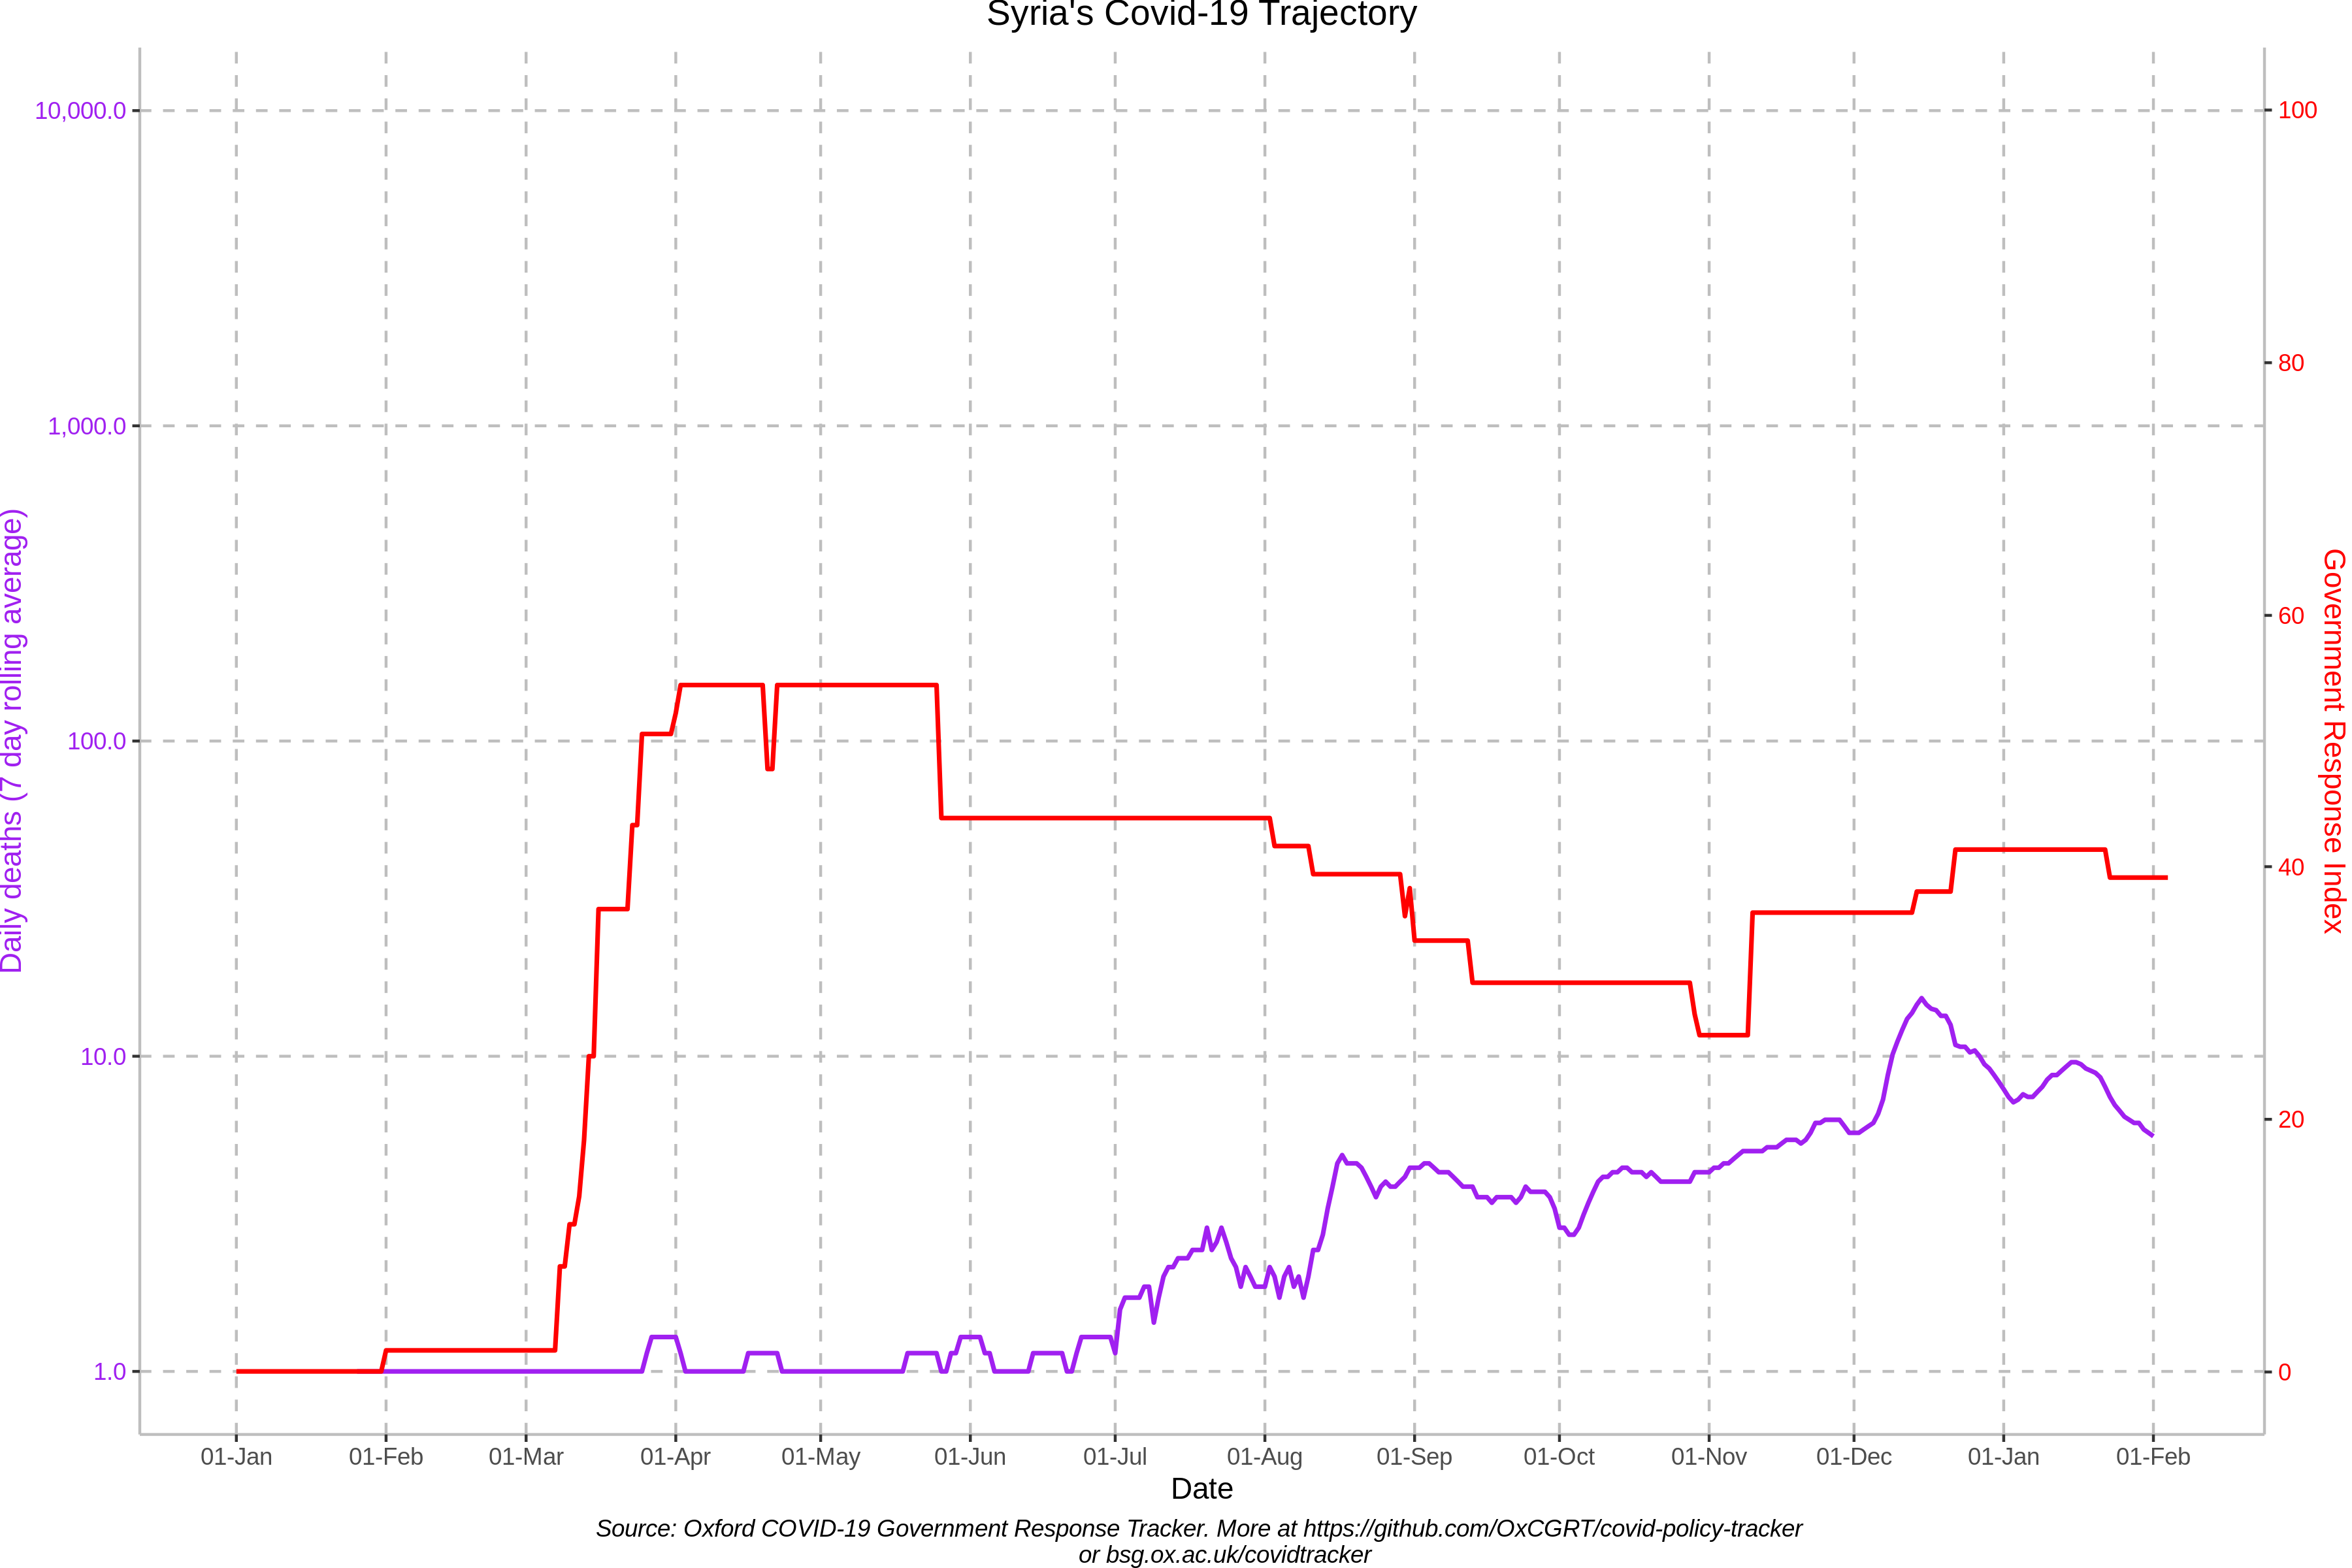 Syria's Covid-19 Trajectory
10,000.0
1,000.0
100.0
10.0
1.0
Daily deaths (7 day rolling average)
100
80
60
40
20
0
Government Response Index
01-Jan
01-Feb
01-Mar
01-Apr
01-May
01-Jun
01-Jul
01-Aug
01-Sep
01-Oct
01-Nov
01-Dec
01-Jan
01-Feb
Date
Source: Oxford COVID-19 Government Response Tracker. More at https://github.com/OxCGRT/covid-policy-tracker
or bsg.ox.ac.uk/covidtracker